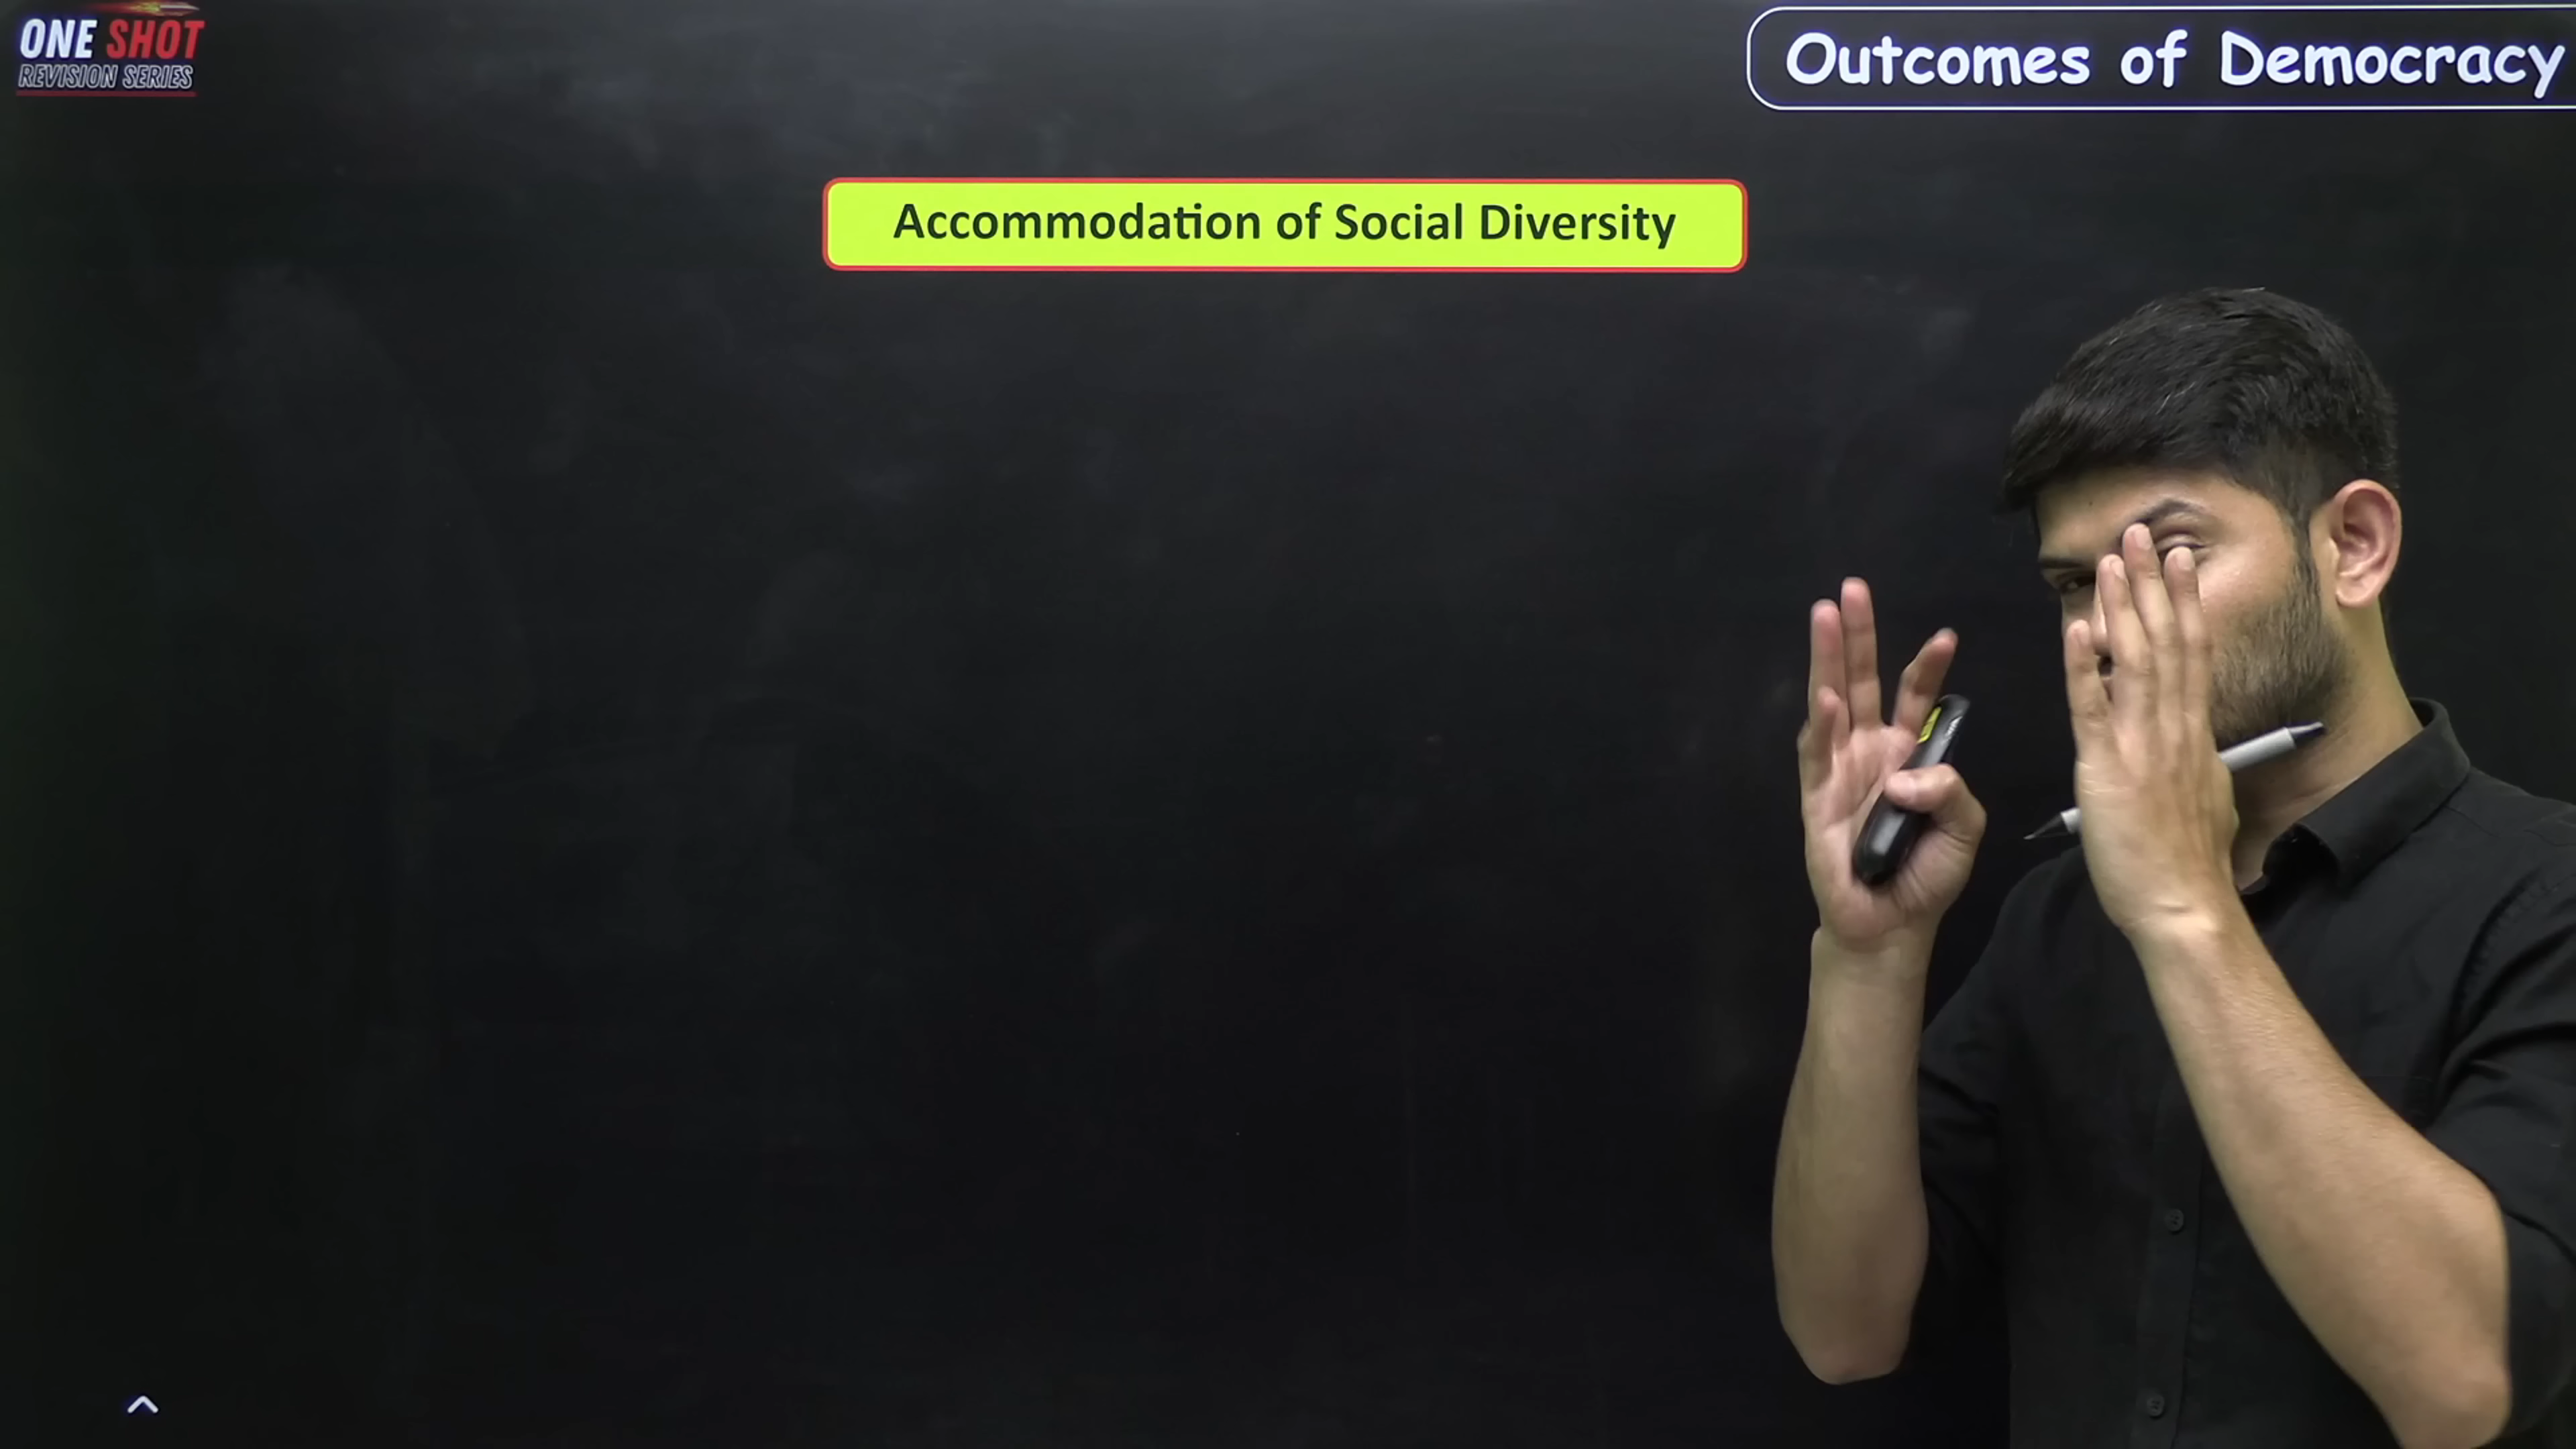 ONE SHOT
REVISION SERIES
Outcomes of Democracy
Accommodation of Social Diversity